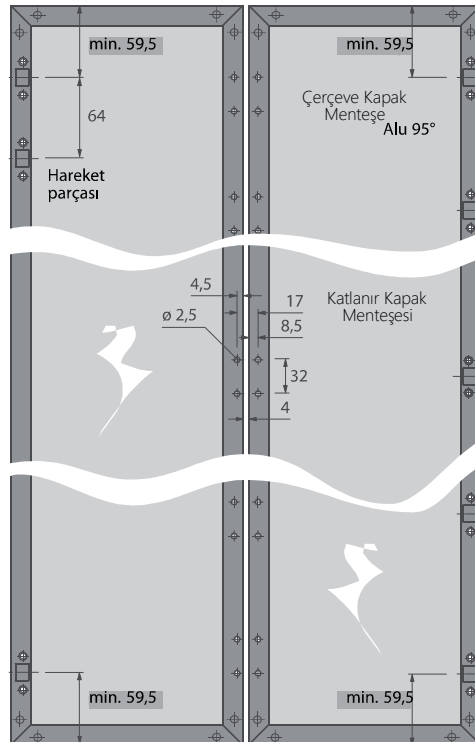 min. 59,5
min. 59,5
64
Çerçeve Kapak
Menteşe
Alu 95°
Hareket
parçası
4,5
17
Katlanır Kapak
Menteşesi
ø 2,5
8,5
32
4
min. 59,5
min. 59,5